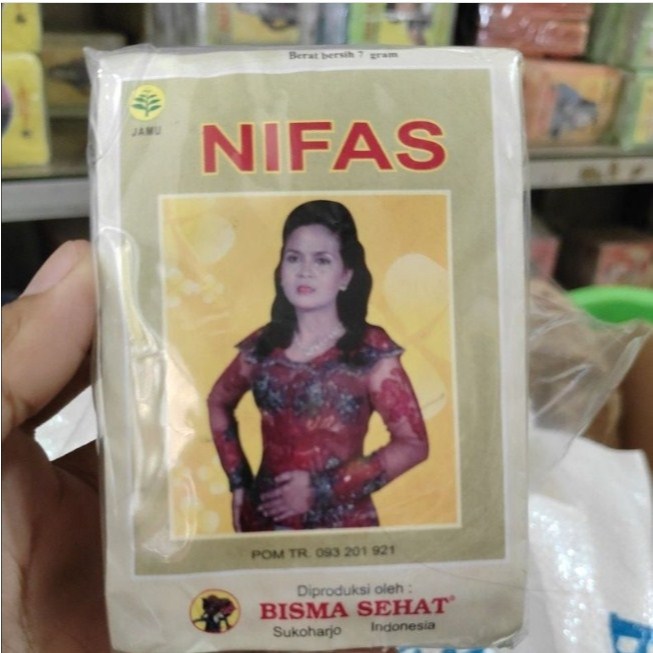 Berat bersih 7 gram
JAMU
NIFAS
POM TR. 093 201 921
Diproduksi oleh :
BISMA SEHAT®
Sukoharjo Indonesia